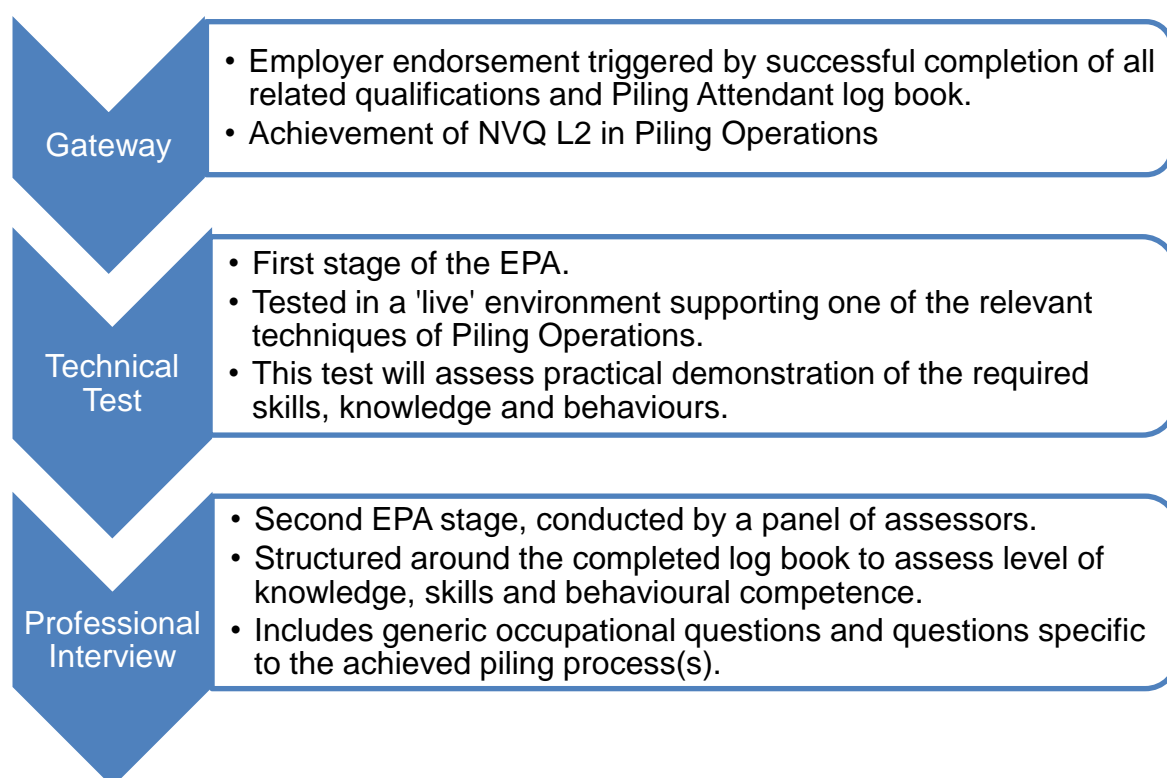 Gateway
• Employer endorsement triggered by successful completion of all
related qualifications and Piling Attendant log book.
• Achievement of NVQ L2 in Piling Operations
Technical
Test
• First stage of the EPA.
• Tested in a 'live' environment supporting one of the relevant
techniques of Piling Operations.
• This test will assess practical demonstration of the required
skills, knowledge and behaviours.
Professional
Interview
• Second EPA stage, conducted by a panel of assessors.
• Structured around the completed log book to assess level of
knowledge, skills and behavioural competence.
• Includes generic occupational questions and questions specific
to the achieved piling process(s).